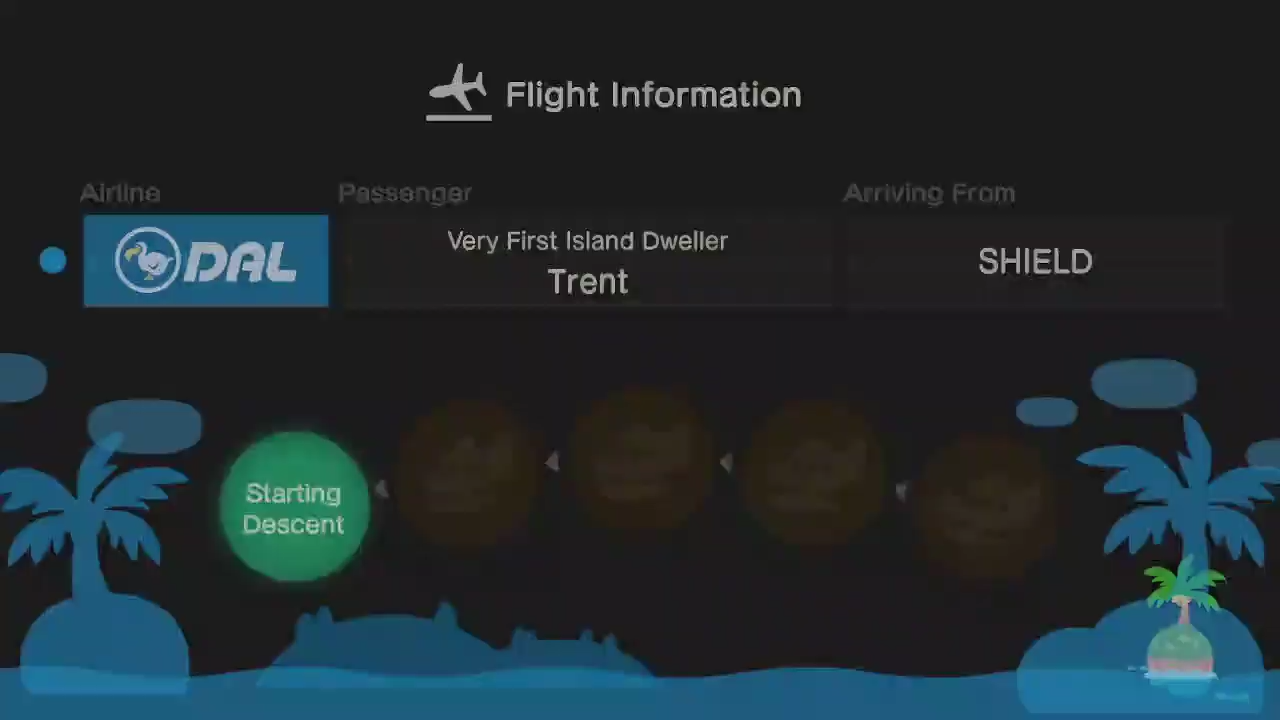 Flight Information
Airline
Passenger
Arriving From
DAL
Very First Island Dweller
Trent
SHIELD
Starting
Descent